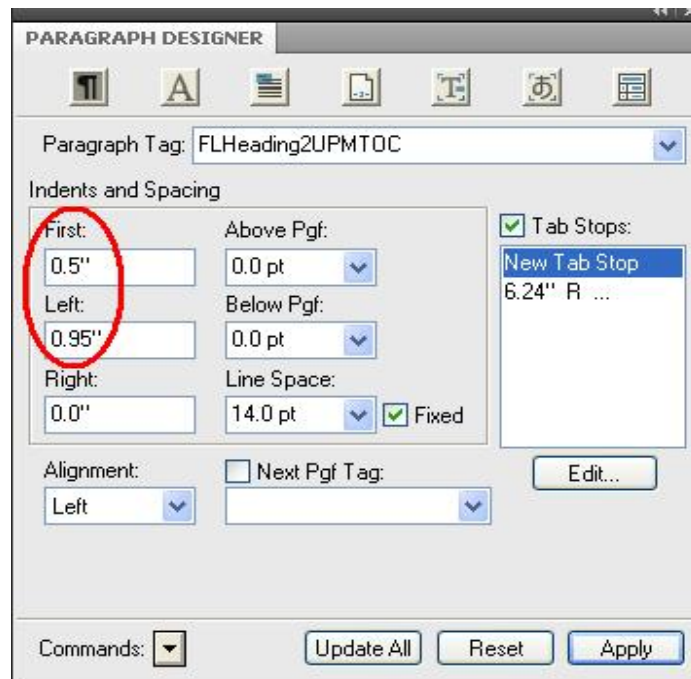 PARAGRAPH DESIGNER
Paragraph Tag: FLHeading2UPMTOC
Indents and Spacing
First: Above Pgf: Tab Stops:
0.5" 0.0 pt New Tab Stop
Left: Below Pgf: 6.24" R ...
0.95" 0.0 pt
Right: Line Space:
0.0" 14.0 pt Fixed
Alignment: Next Pgf Tag: Edit...
Left
Commands: Update All Reset Apply